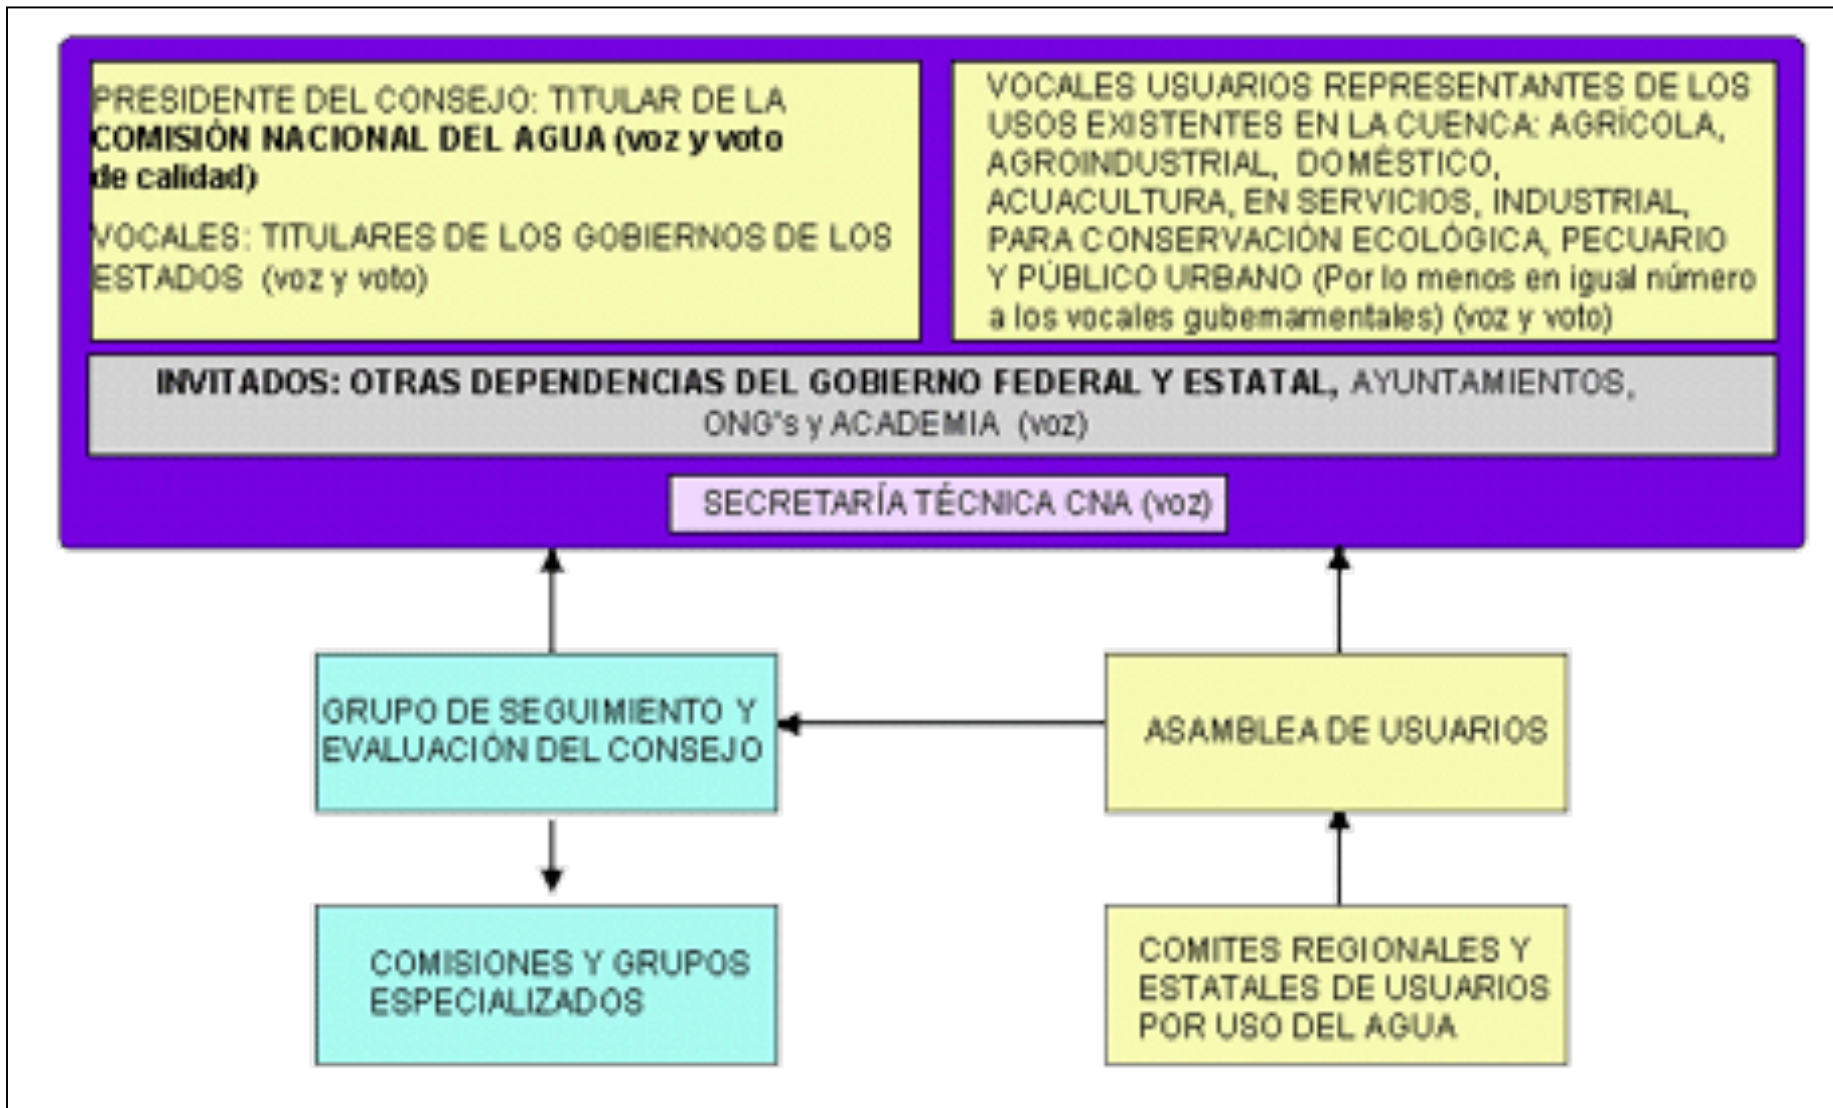 PRESIDENTE DEL CONSEJO: TITULAR DE LA
COMISIÓN NACIONAL DEL AGUA (voz y voto
de calidad)
VOCALES: TITULARES DE LOS GOBIERNOS DE LOS
ESTADOS (voz y voto)
VOCALES USUARIOS REPRESENTANTES DE LOS
USOS EXISTENTES EN LA CUENCA: AGRÍCOLA,
AGROINDUSTRIAL, DOMÉSTICO,
ACUACULTURA, EN SERVICIOS, INDUSTRIAL,
PARA CONSERVACIÓN ECOLÓGICA, PECUARIO
Y PÚBLICO URBANO (Por lo menos en igual número
a los vocales gubernamentales) (voz y voto)
INVITADOS: OTRAS DEPENDENCIAS DEL GOBIERNO FEDERAL Y ESTATAL, AYUNTAMIENTOS,
ONG"s y ACADEMIA (voz)
SECRETARÍA TÉCNICA CNA (voz)
GRUPO DE SEGUIMIENTO Y
EVALUACIÓN DEL CONSEJO
ASAMBLEA DE USUARIOS
COMISIONES Y GRUPOS
ESPECIALIZADOS
COMITES REGIONALES Y
ESTATALES DE USUARIOS
POR USO DEL AGUA